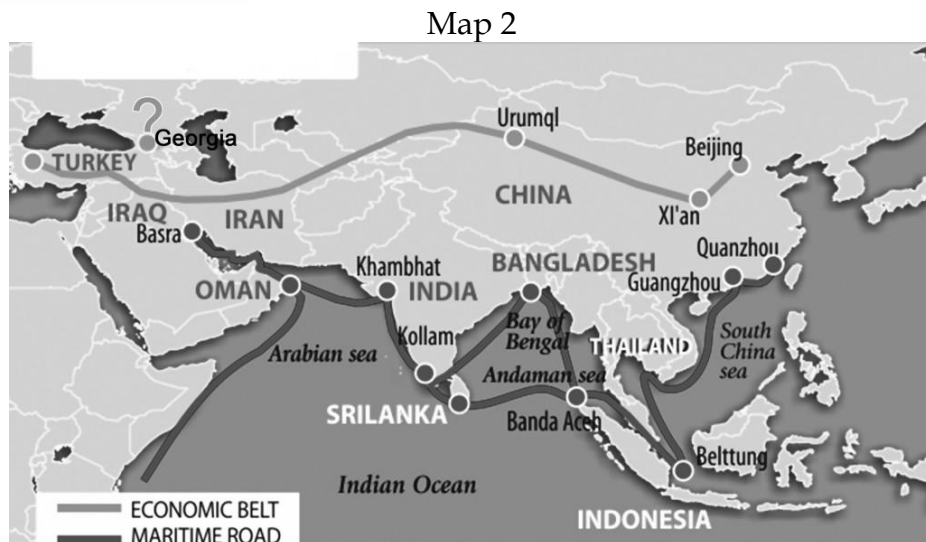 Map 2
?
Georgia
TURKEY
Urumql
Beijing
CHINA
XI'an
IRAQ
IRAN
Basra
Quanzhou
Khambhat
BANGLADESH
Guangzhou
OMAN
INDIA
Kollam
Bay of
Bengal
THAILAND
South
China
sea
Arabian sea
Andaman sea
SRILANKA
Banda Aceh
Belttung
Indian Ocean
INDONESIA
ECONOMIC BELT
MARITIME ROAD